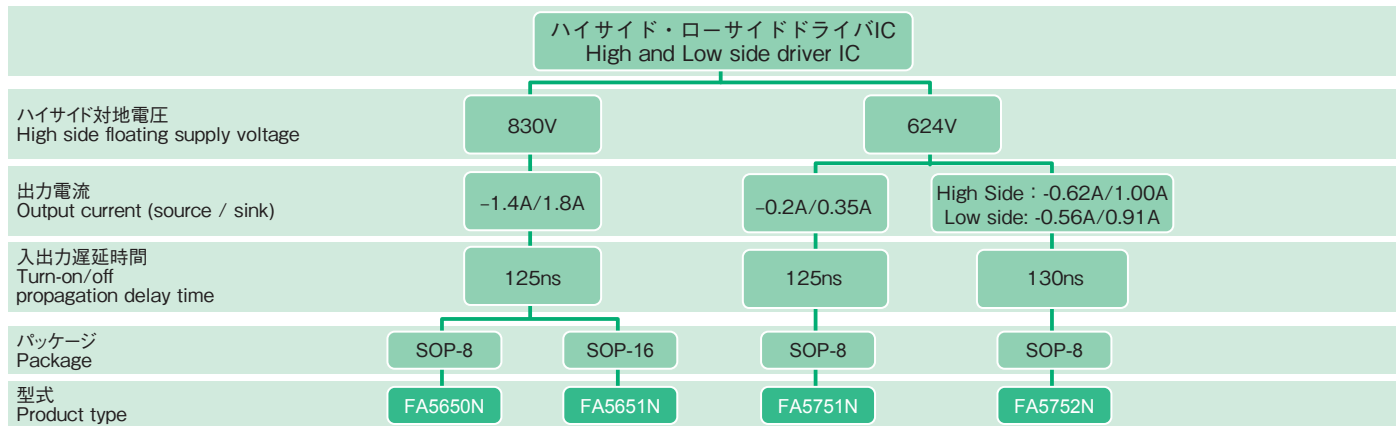 ハイサイド・ローサイドドライバIC
High and Low side driver IC
ハイサイド対地電圧
High side floating supply voltage
830V
624V
出力電流
Output current (source / sink)
–1.4A/1.8A
–0.2A/0.35A
High Side：-0.62A/1.00A
Low side: -0.56A/0.91A
入出力遅延時間
Turn-on/off
propagation delay time
125ns
125ns
130ns
パッケージ
Package
SOP-8
SOP-16
SOP-8
SOP-8
型式
Product type
FA5650N
FA5651N
FA5751N
FA5752N